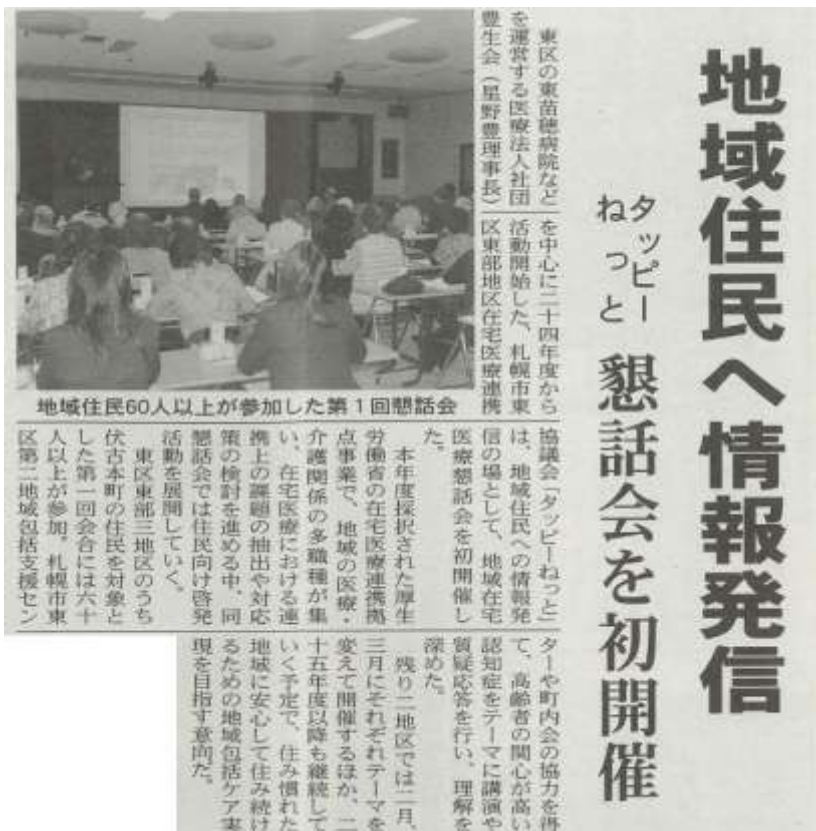 地域住民へ情報発信
タッピー
ねっと
懇話会を初開催
東区の東苗穂病院など
を運営する医療法人社団
豊生会（星野豊理事長）
を中心に二十四年度から
活動開始した、札幌市東
区東部地区在宅医療連携
協議会「タッピーねっと」
は、地域住民への情報発
信の場として、地域在宅
医療懇話会を初開催し
た。
本年度採択された厚生
労働省の在宅医療連携拠
点事業で、地域の医療・
介護関係の多職種が集
い、在宅医療における連
携上の課題の抽出や対応
策の検討を進める中、同
懇話会では住民向け啓発
活動を展開していく。
東区東部三地区のうち
伏古本町の住民を対象と
した第一回会合には六十
人以上が参加。札幌市東
区第二地域包括支援セン
ターや町内会の協力を得
て、高齢者の関心が高い
認知症をテーマに講演や
質疑応答を行い、理解を
深めた。
残り二地区では二月、
三月にそれぞれテーマを
変えて開催するほか、二
十五年度以降も継続して
いく予定で、住み慣れた
地域に安心して住み続け
るための地域包括ケア実
現を目指す意向だ。
地域住民60人以上が参加した第1回懇話会